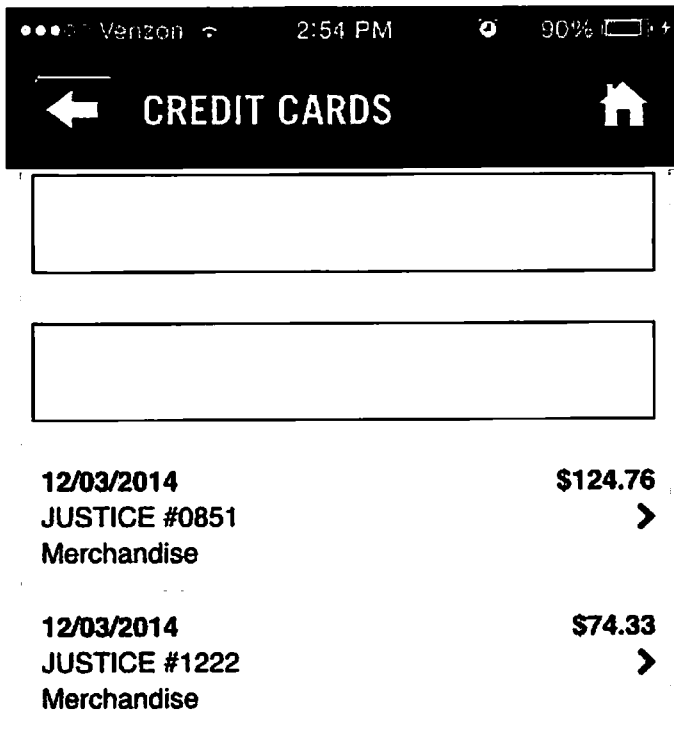 Verizon 2:54 PM 90%
CREDIT CARDS
12/03/2014 $124.76
JUSTICE #0851
Merchandise
12/03/2014 $74.33
JUSTICE #1222
Merchandise